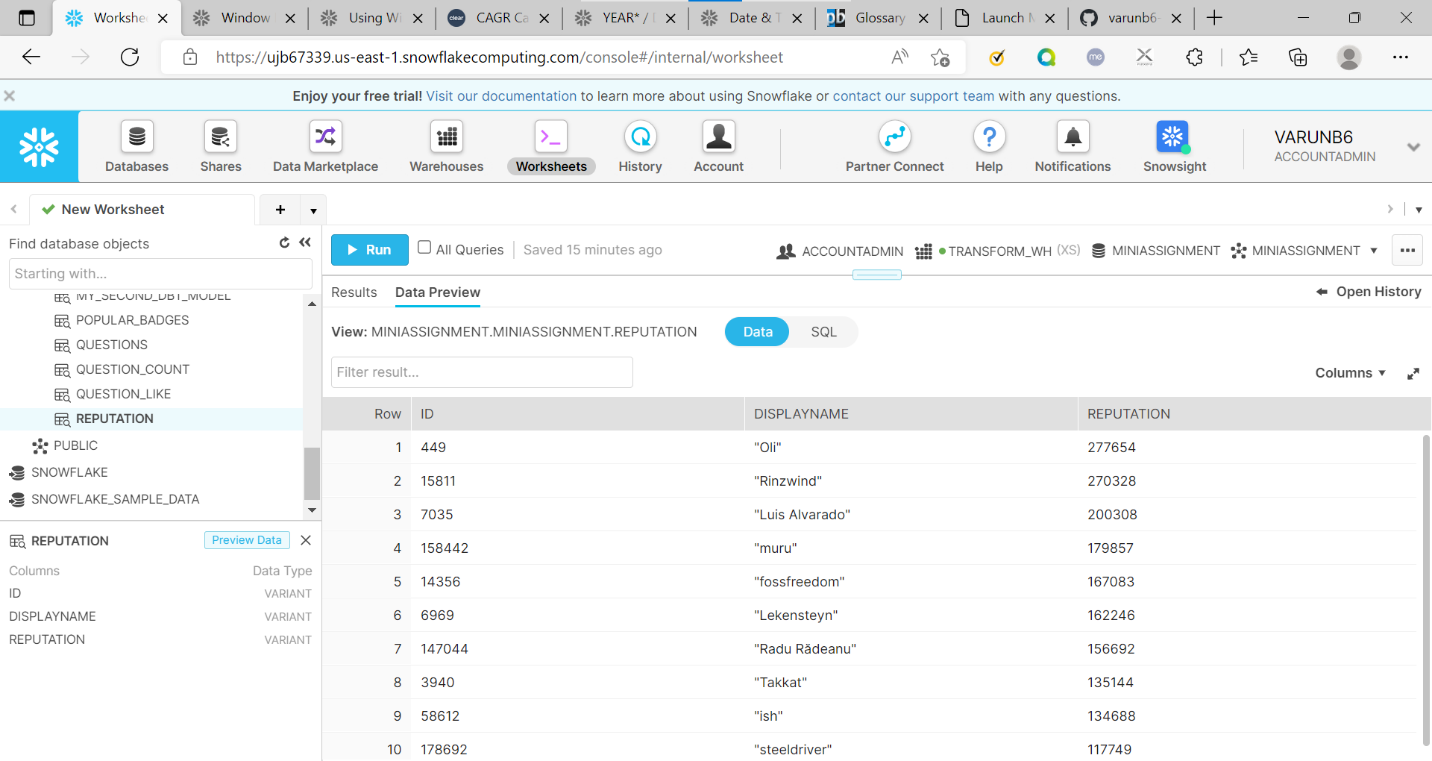 Workshee Window Using Wi CAGR Ca YEAR* / Date & T Glossary Launch varunb6
https://ujb67339.us-east-1.snowflakecomputing.com/console#/internal/worksheet
Enjoy your free trial! Visit our documentation to learn more about using Snowflake or contact our support team with any questions.
Databases Shares Data Marketplace Warehouses Worksheets History Account Partner Connect Help Notifications Snowsight
VARUNB6
ACCOUNTADMIN
New Worksheet
Find database objects
Starting with...
MY_SECOND_DBT_MODEL
POPULAR_BADGES
QUESTIONS
QUESTION_COUNT
QUESTION_LIKE
REPUTATION
PUBLIC
SNOWFLAKE
SNOWFLAKE_SAMPLE_DATA
REPUTATION Preview Data
Columns Data Type
ID VARIANT
DISPLAYNAME VARIANT
REPUTATION VARIANT
Run All Queries Saved 15 minutes ago ACCOUNTADMIN TRANSFORM_WH (XS) MINIASSIGNMENT MINIASSIGNMENT
Results Data Preview Open History
View: MINIASSIGNMENT.MINIASSIGNMENT.REPUTATION Data SQL
Filter result... Columns
Row ID DISPLAYNAME REPUTATION
1 449 "Oli" 277654
2 15811 "Rinzwind" 270328
3 7035 "Luis Alvarado" 200308
4 158442 "muru" 179857
5 14356 "fossfreedom" 167083
6 6969 "Lekensteyn" 162246
7 147044 "Radu Rădeanu" 156692
8 3940 "Takkat" 135144
9 58612 "ish" 134688
10 178692 "steeldriver" 117749